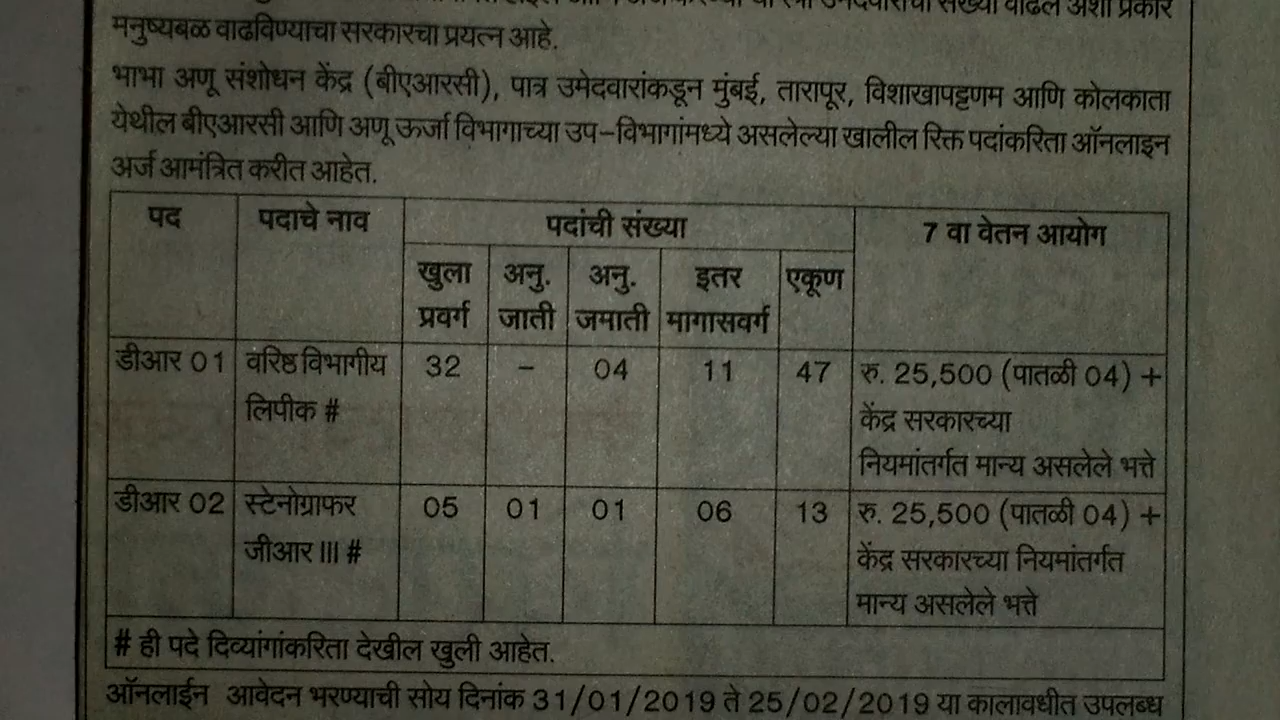 उमेदवारांची संख्या वाढेल अशा प्रकारे
मनुष्यबळ वाढविण्याचा सरकारचा प्रयत्न आहे.
भाभा अणू संशोधन केंद्र (बीएआरसी), पात्र उमेदवारांकडून मुंबई, तारापूर, विशाखापट्टणम आणि कोलकाता
येथील बीएआरसी आणि अणू ऊर्जा विभागाच्या उप-विभागांमध्ये असलेल्या खालील रिक्त पदांकरिता ऑनलाइन
अर्ज आमंत्रित करीत आहेत.
पद पदाचे नाव पदांची संख्या 7 वा वेतन आयोग
खुला अनु. अनु. इतर एकूण
प्रवर्ग जाती जमाती मागासवर्ग
डीआर 01 वरिष्ठ विभागीय 32 – 04 11 47 रु. 25,500 (पातळी 04) +
लिपीक # केंद्र सरकारच्या
नियमांतर्गत मान्य असलेले भत्ते
डीआर 02 स्टेनोग्राफर 05 01 01 06 13 रु. 25,500 (पातळी 04) +
जीआर III # केंद्र सरकारच्या नियमांतर्गत
मान्य असलेले भत्ते
# ही पदे दिव्यांगांकरिता देखील खुली आहेत.
ऑनलाईन आवेदन भरण्याची सोय दिनांक 31/01/2019 ते 25/02/2019 या कालावधीत उपलब्ध